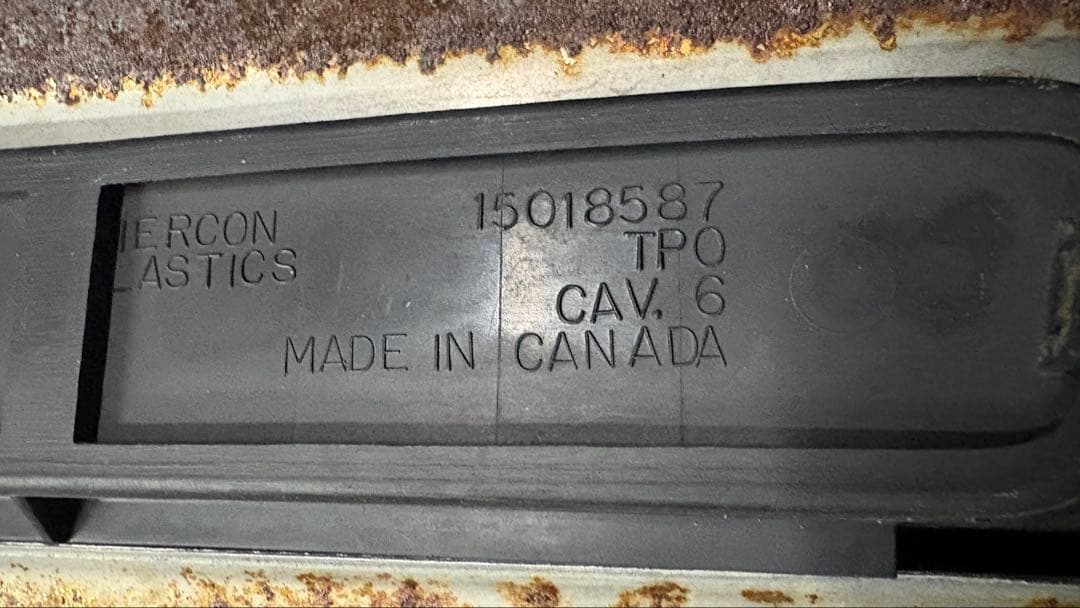 IERCON
LASTICS
15018587
TPO
CAV. 6
MADE IN CANADA